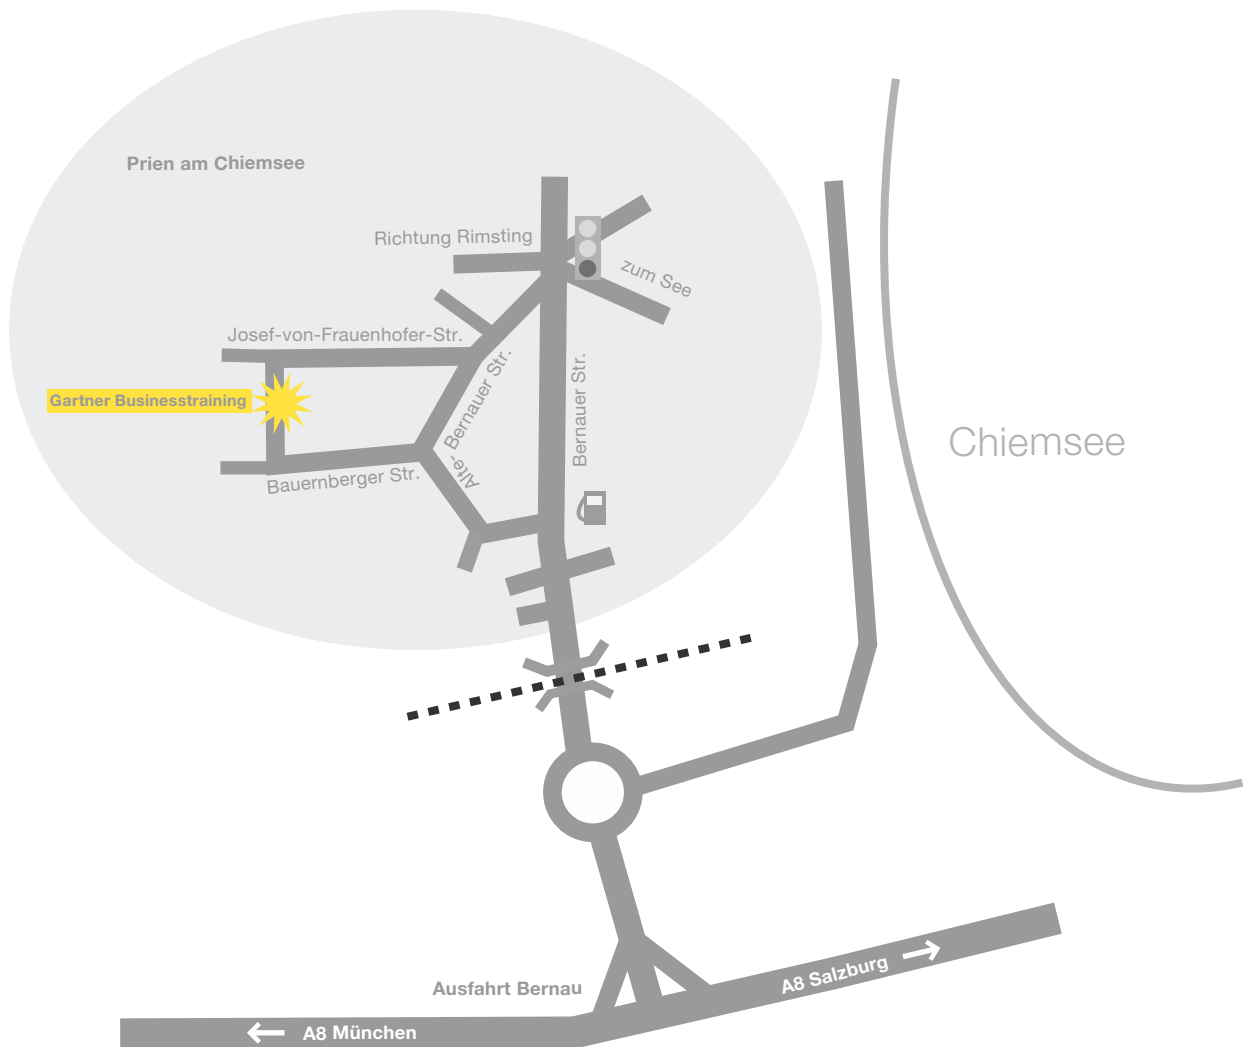 Prien am Chiemsee
Richtung Rimsting
zum See
Josef-von-Frauenhofer-Str.
Gartner Businesstraining
Alte-
Bernauer Str.
Bernauer Str.
Bauernberger Str.
Chiemsee
Ausfahrt Bernau
A8 Salzburg
A8 München